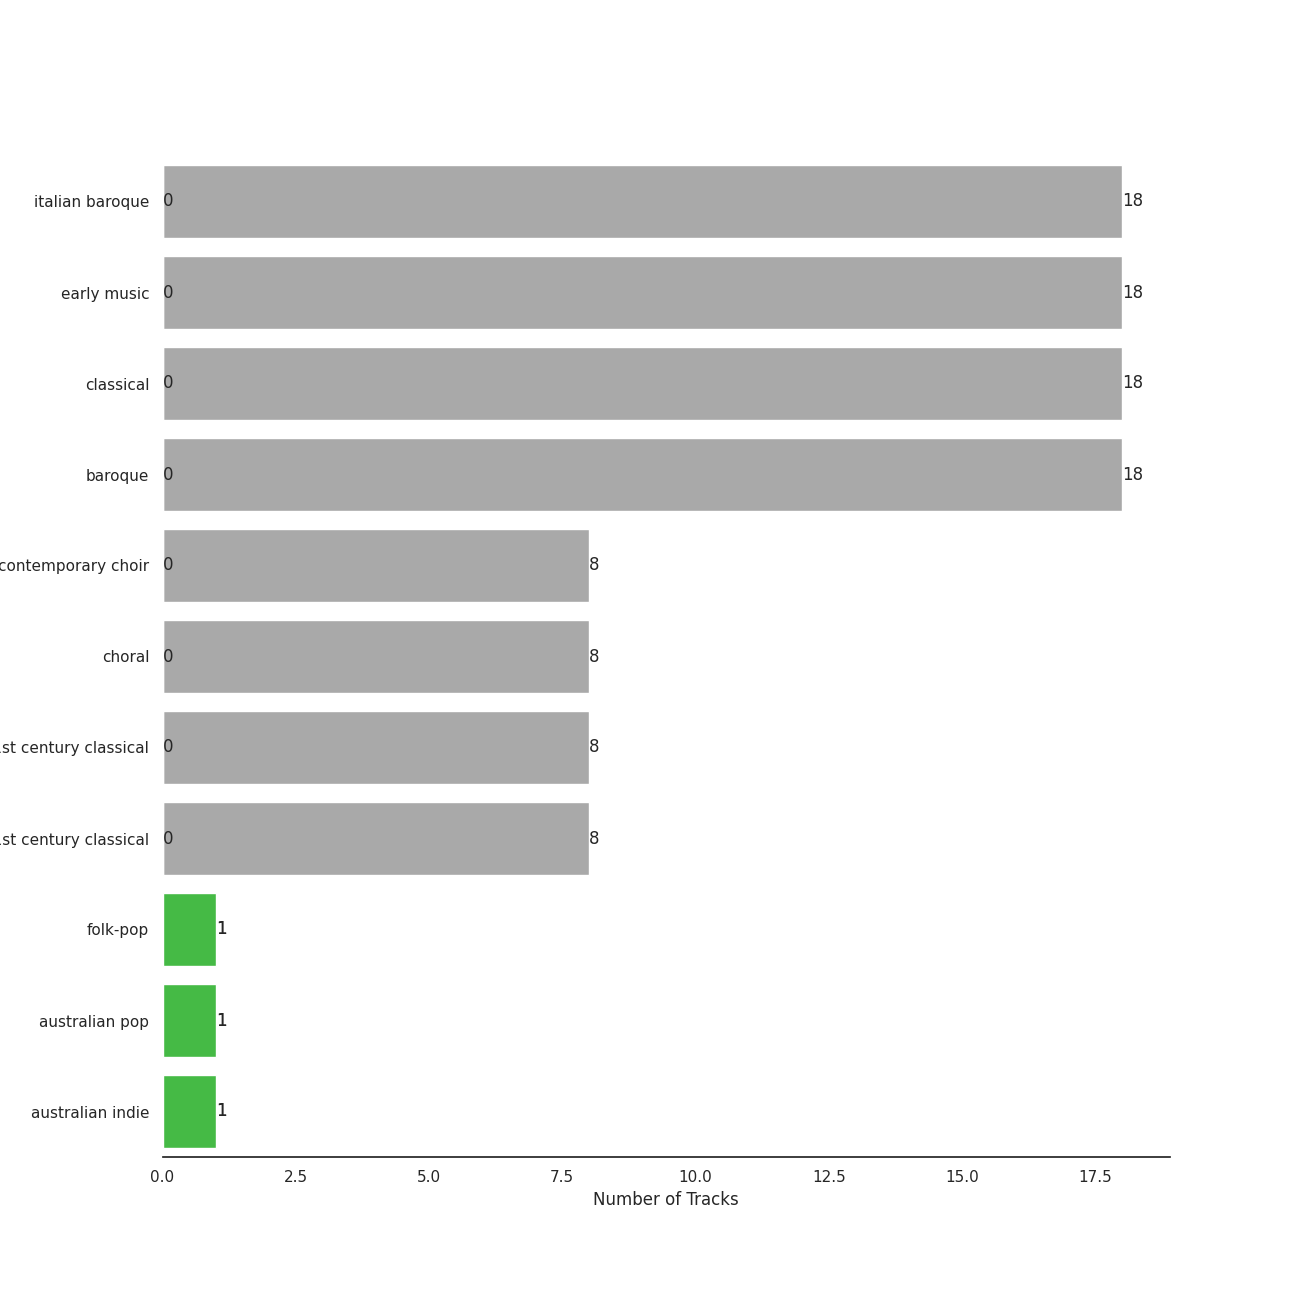 italian baroque 0 18
early music 0 18
classical 0 18
baroque 0 18
contemporary choir 0 8
choral 0 8
century classical 0 8
century classical 0 8
folk-pop 1
australian pop 1
australian indie 1
0.0 2.5 5.0 7.5 10.0 12.5 15.0 17.5
Number of Tracks